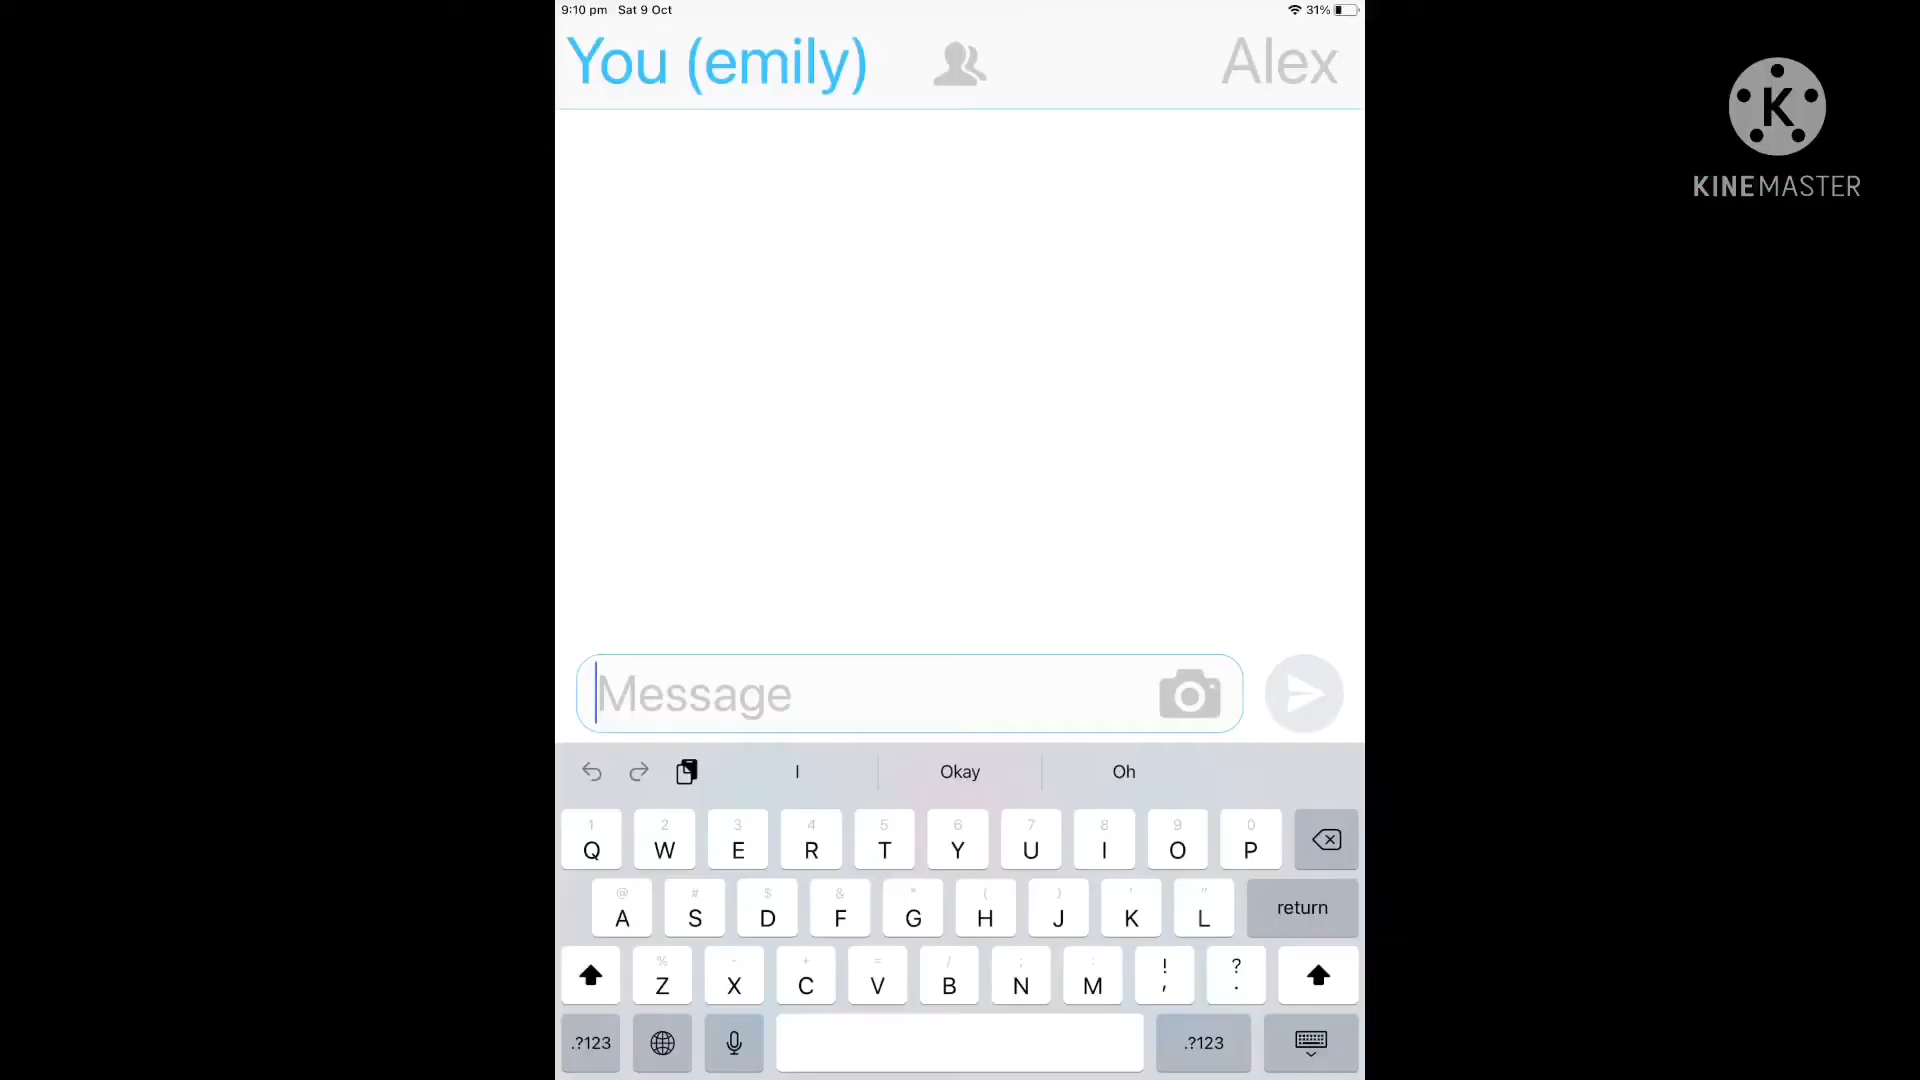 9:10 pm Sat 9 Oct 31%
You (emily) Alex
K
KINEMASTER
Message
I Okay Oh
1 2 3 4 5 6 7 8 9 0
Q W E R T Y U I O P
@ # $ & * ( ) ' "
A S D F G H J K L return
% - + = / ; : ! ?
Z X C V B N M , .
.?123 .?123